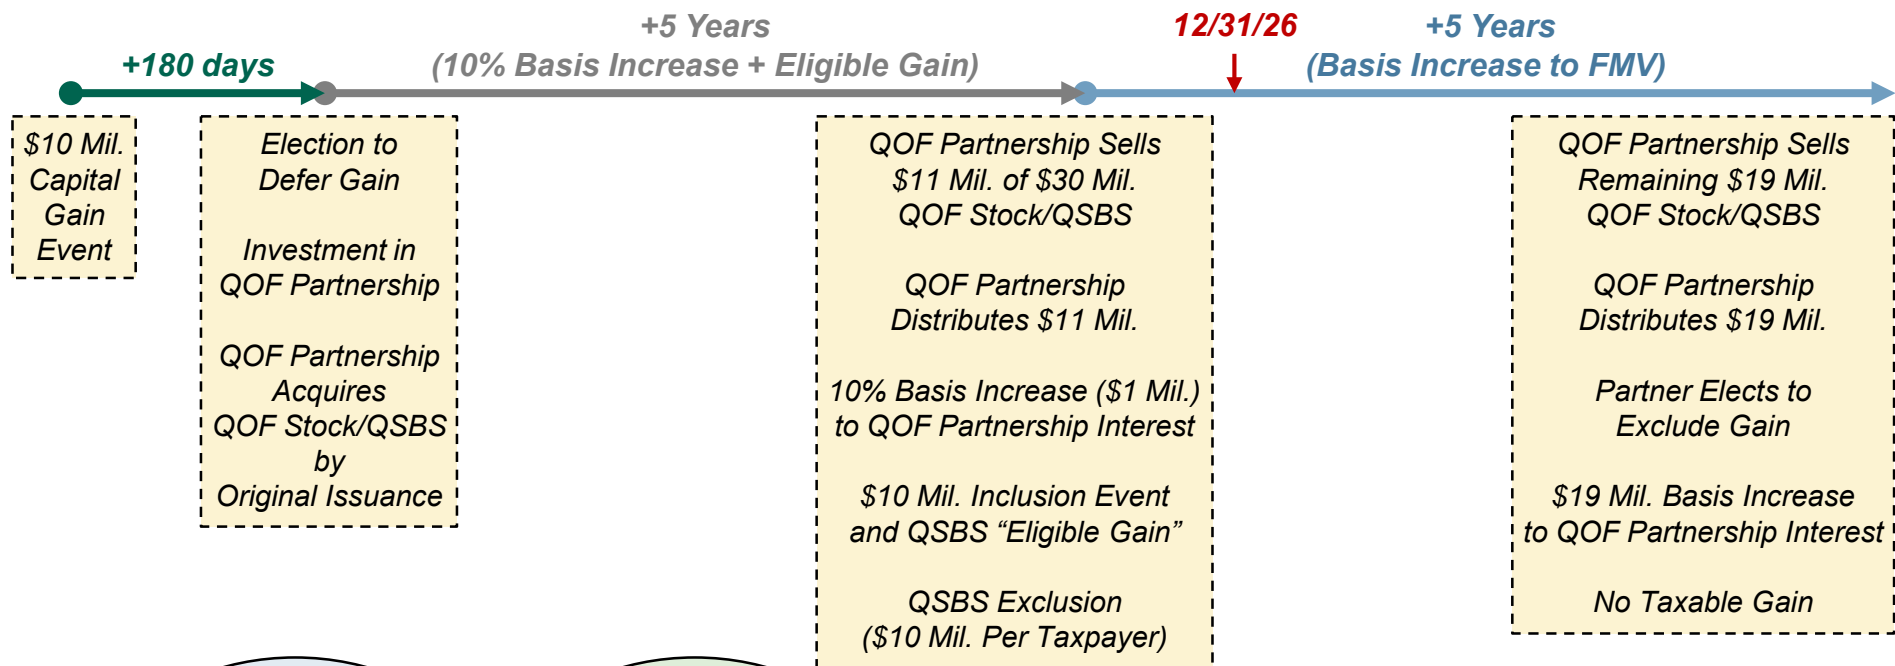 +180 days
+5 Years
(10% Basis Increase + Eligible Gain)
12/31/26
+5 Years
(Basis Increase to FMV)
$10 Mil.
Capital
Gain
Event
Election to
Defer Gain
Investment in
QOF Partnership
QOF Partnership
Acquires
QOF Stock/QSBS
by
Original Issuance
QOF Partnership Sells
$11 Mil. of $30 Mil.
QOF Stock/QSBS
QOF Partnership
Distributes $11 Mil.
10% Basis Increase ($1 Mil.)
to QOF Partnership Interest
$10 Mil. Inclusion Event
and QSBS “Eligible Gain”
QSBS Exclusion
($10 Mil. Per Taxpayer)
QOF Partnership Sells
Remaining $19 Mil.
QOF Stock/QSBS
QOF Partnership
Distributes $19 Mil.
Partner Elects to
Exclude Gain
$19 Mil. Basis Increase
to QOF Partnership Interest
No Taxable Gain